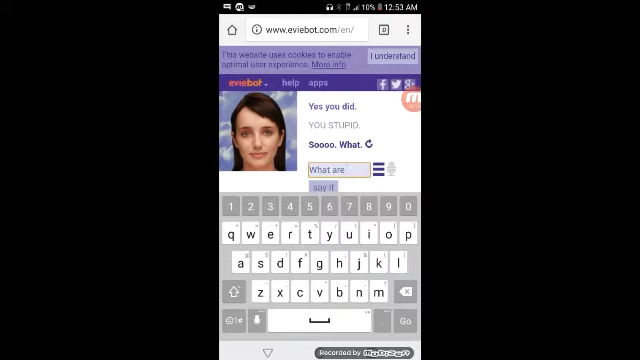 10% 12:53 AM
www.eviebot.com/en/
This website uses cookies to enable
optimal user experience. More info
I understand
eviebot help apps
Yes you did.
YOU STUPID.
Soooo. What.
What are
say it
1 2 3 4 5 6 7 8 9 0
q w e r t y u i o p
a s d f g h j k l
z x c v b n m
Go
Recorded by MOBIZEN